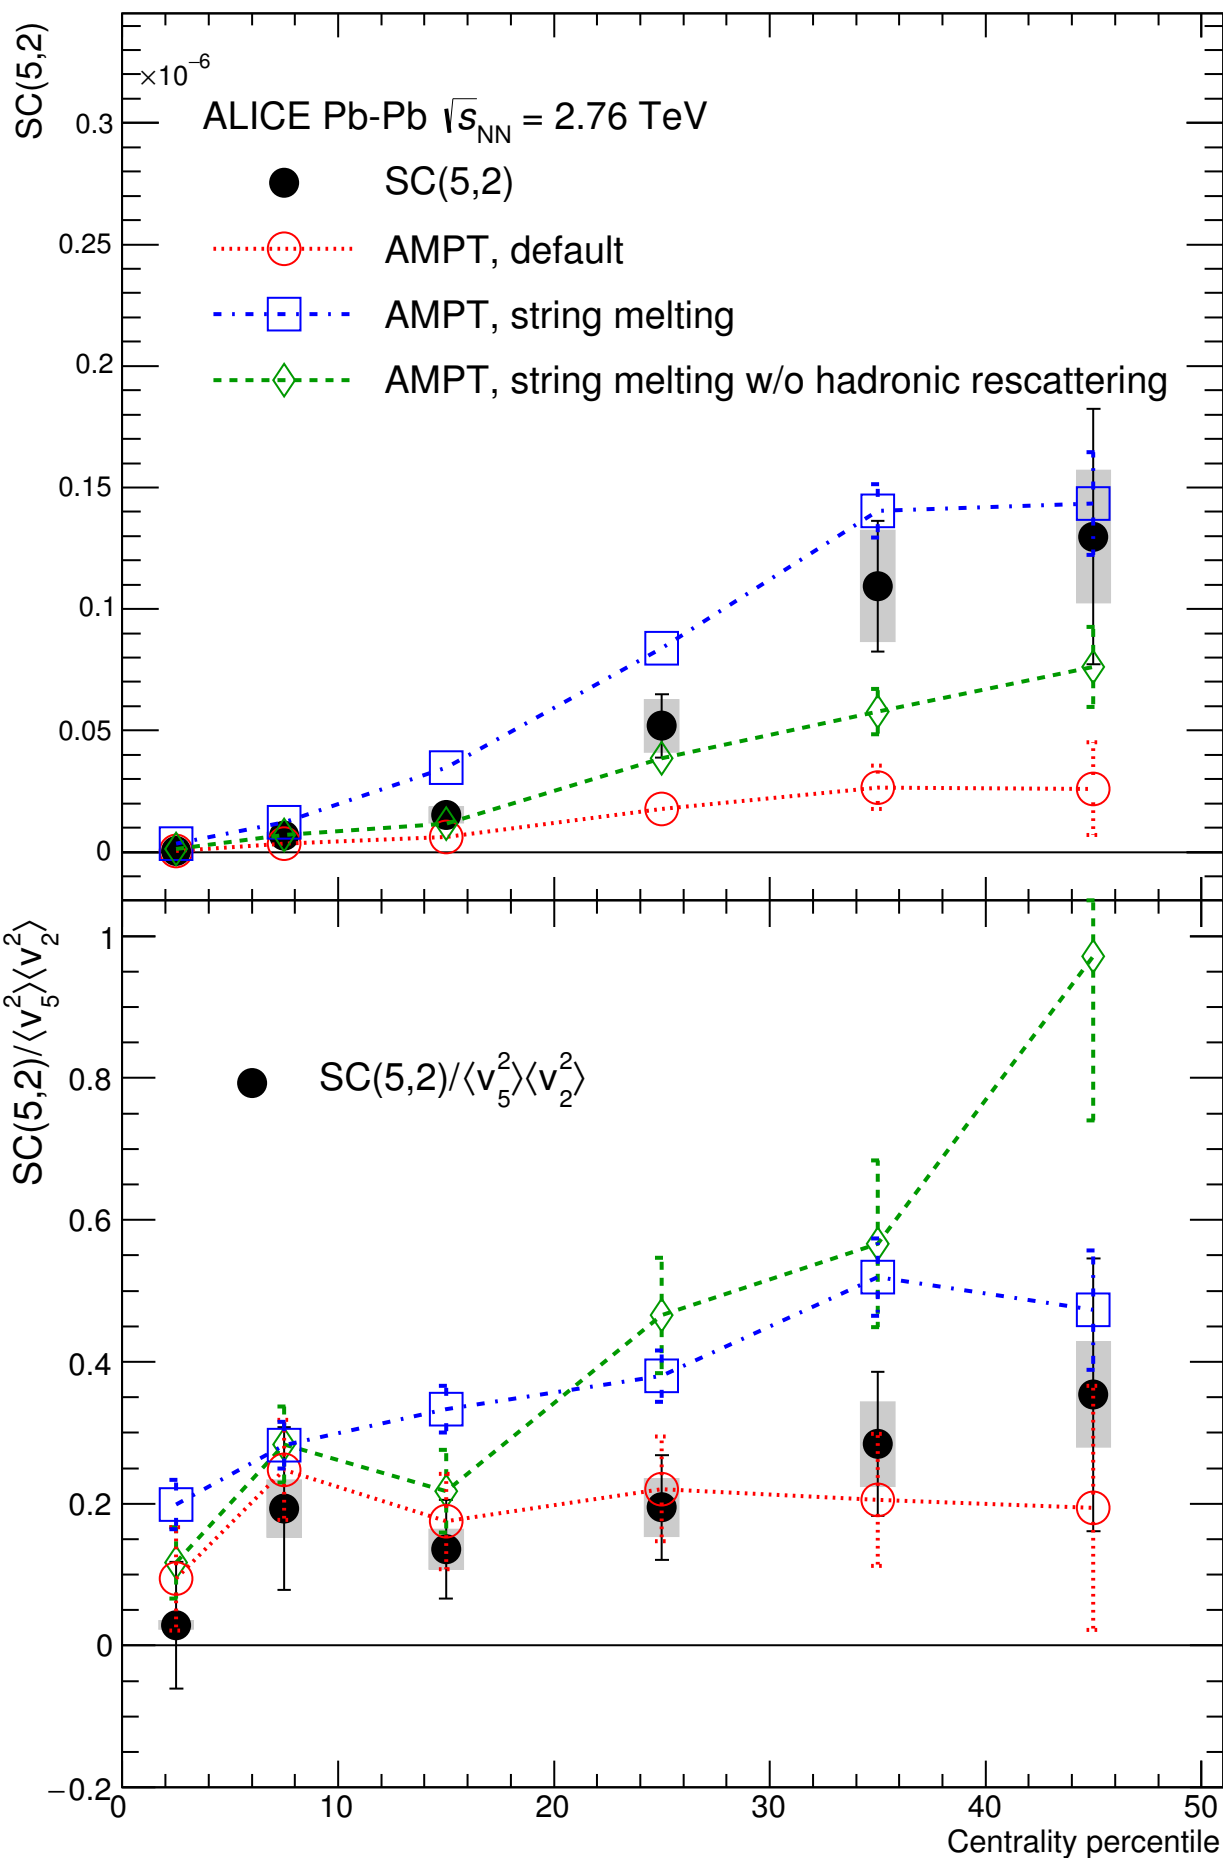 SC(5,2)
×10⁻⁶
ALICE Pb-Pb √s_NN = 2.76 TeV
SC(5,2)
AMPT, default
AMPT, string melting
AMPT, string melting w/o hadronic rescattering
0.3
0.25
0.2
0.15
0.1
0.05
0
SC(5,2)/⟨v₅²⟩⟨v₂²⟩
SC(5,2)/⟨v₅²⟩⟨v₂²⟩
1
0.8
0.6
0.4
0.2
0
−0.2
0 10 20 30 40 50
Centrality percentile